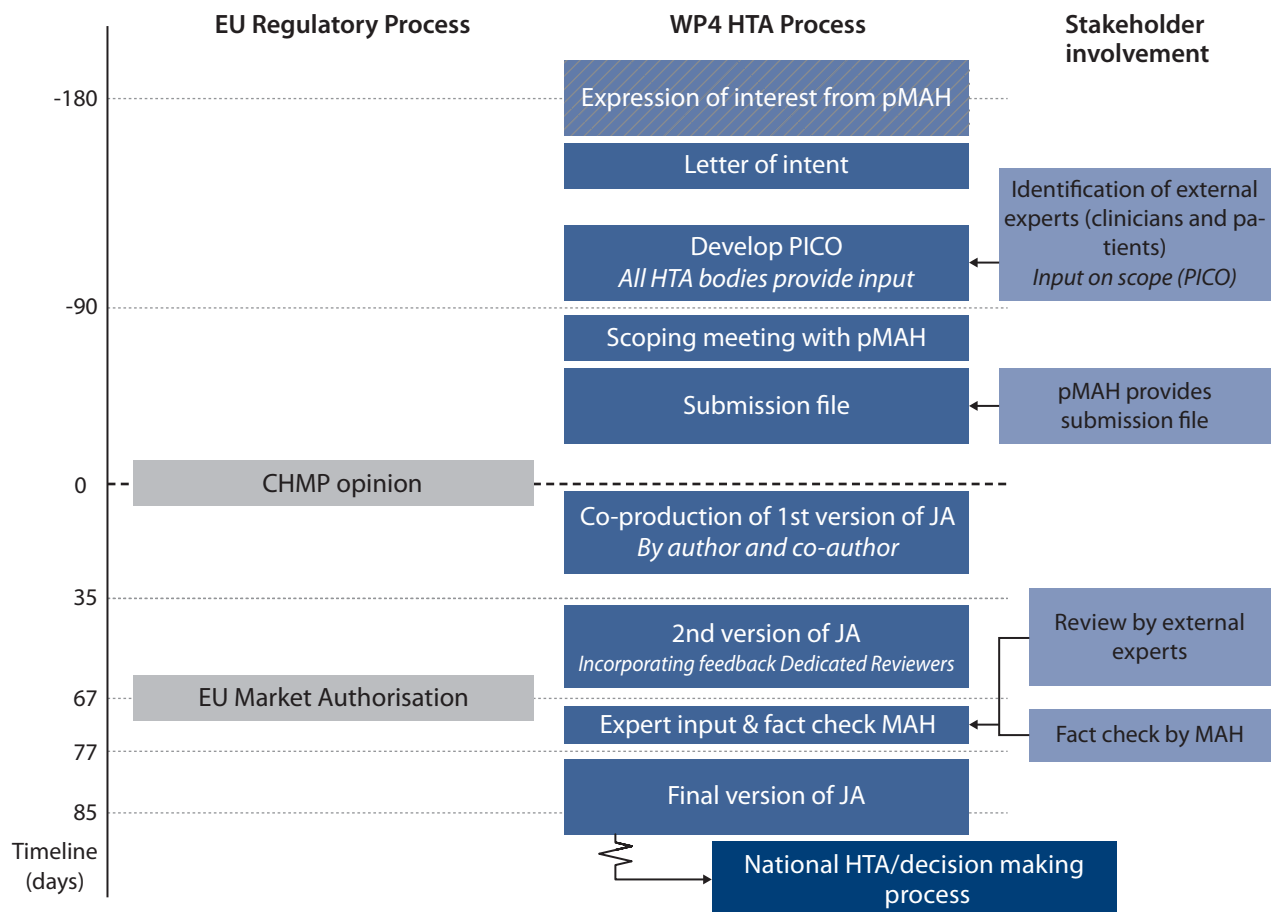 EU Regulatory Process
WP4 HTA Process
Stakeholder
involvement
-180
Expression of interest from pMAH
Letter of intent
Identification of external
experts (clinicians and pa-
tients)
Input on scope (PICO)
Develop PICO
All HTA bodies provide input
-90
Scoping meeting with pMAH
Submission file
pMAH provides
submission file
0
CHMP opinion
Co-production of 1st version of JA
By author and co-author
35
2nd version of JA
Incorporating feedback Dedicated Reviewers
Review by external
experts
67
EU Market Authorisation
Expert input & fact check MAH
Fact check by MAH
77
Final version of JA
85
Timeline
(days)
National HTA/decision making
process